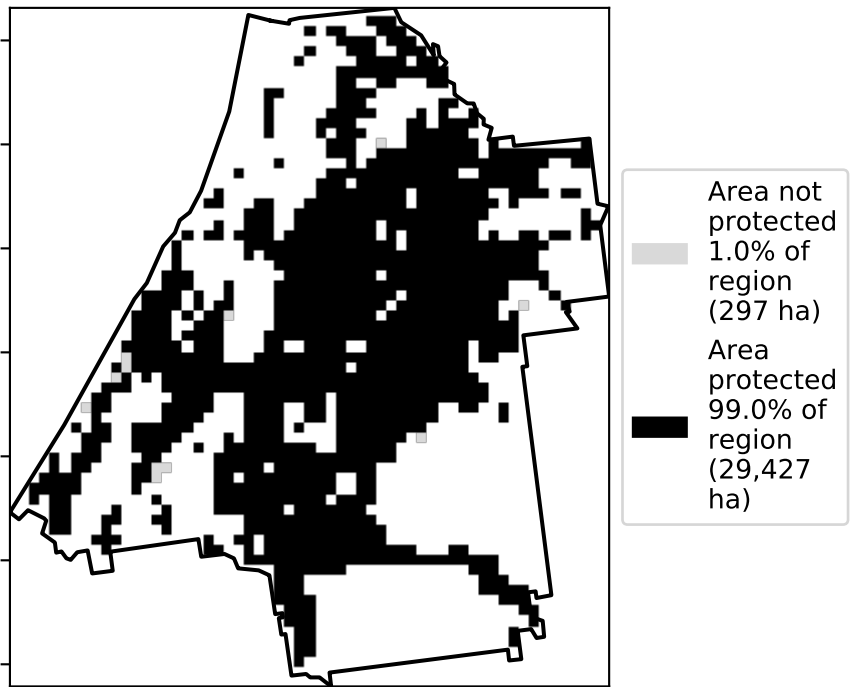 Area not
protected
1.0% of
region
(297 ha)
Area
protected
99.0% of
region
(29,427
ha)